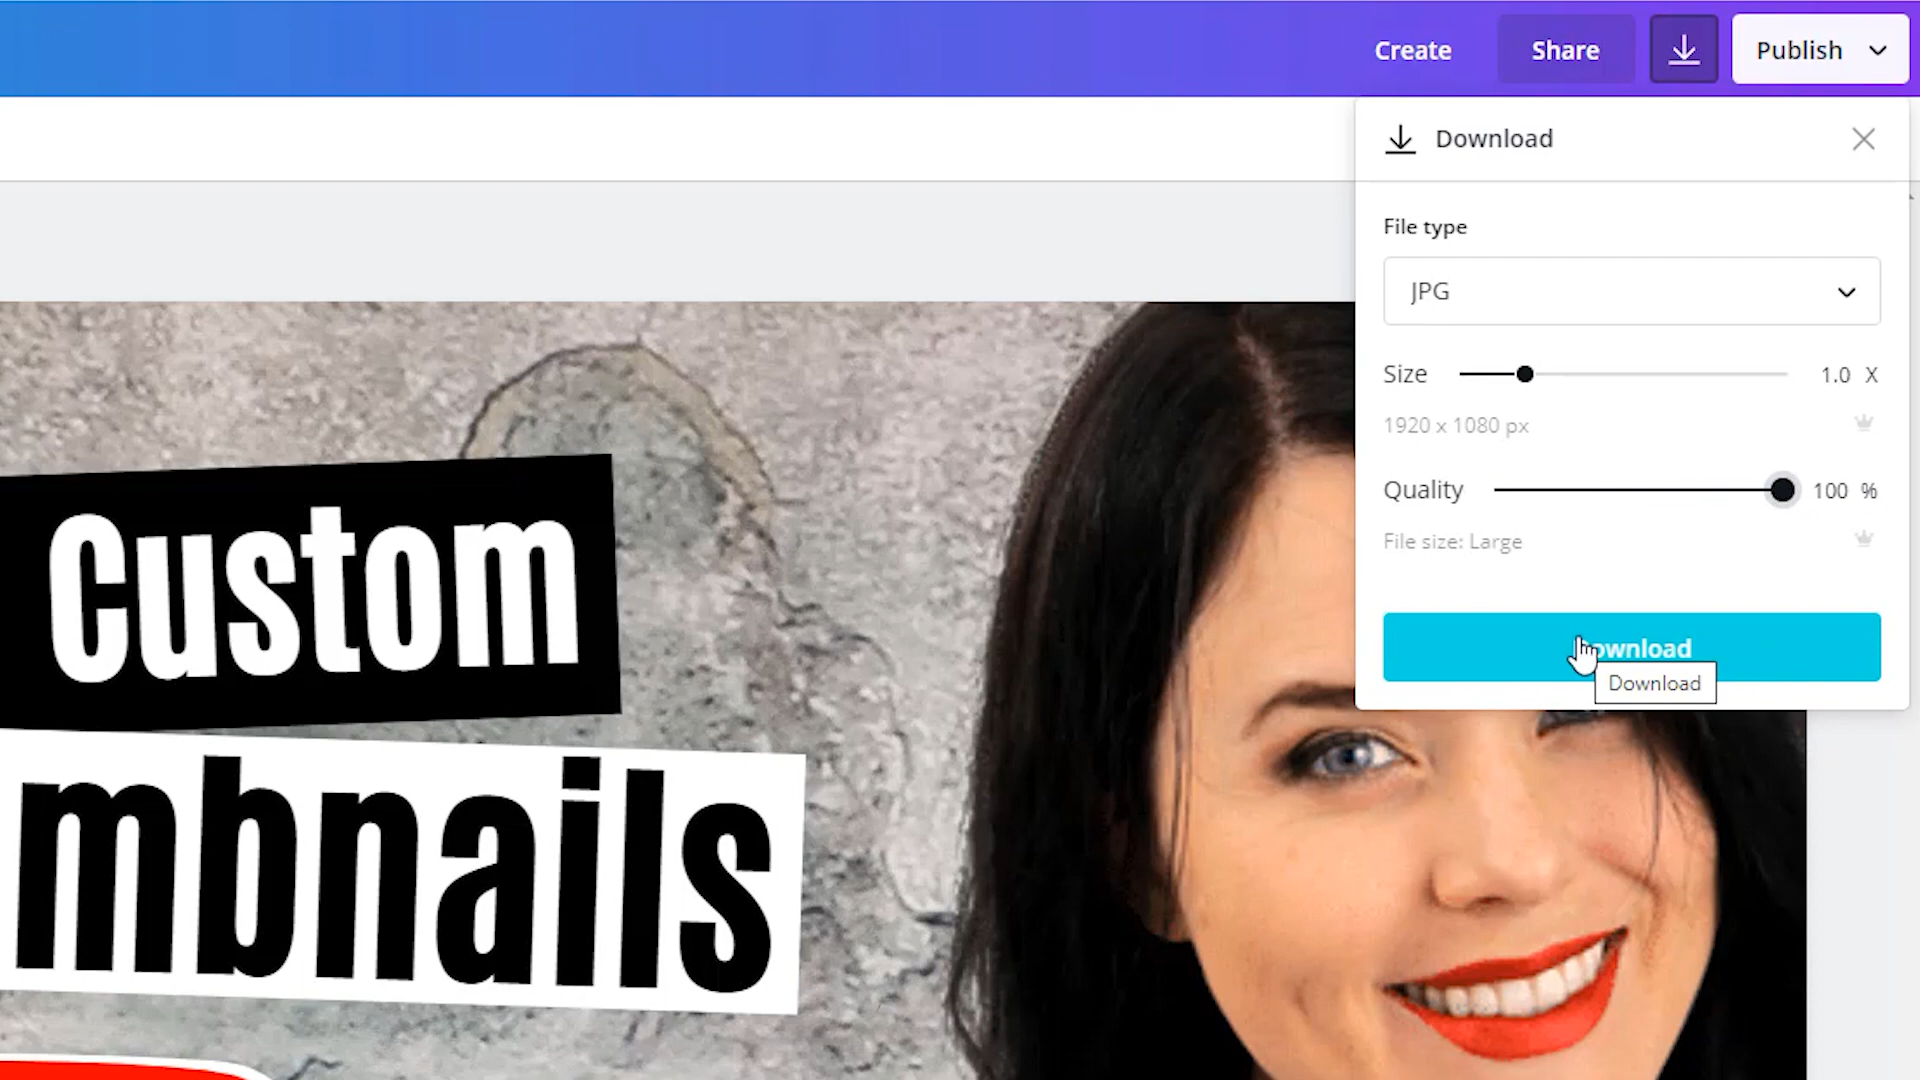 Create Share Publish
Download
File type
JPG
Size 1.0 X
1920 x 1080 px
Quality 100 %
File size: Large
Download
Custom
mbnails